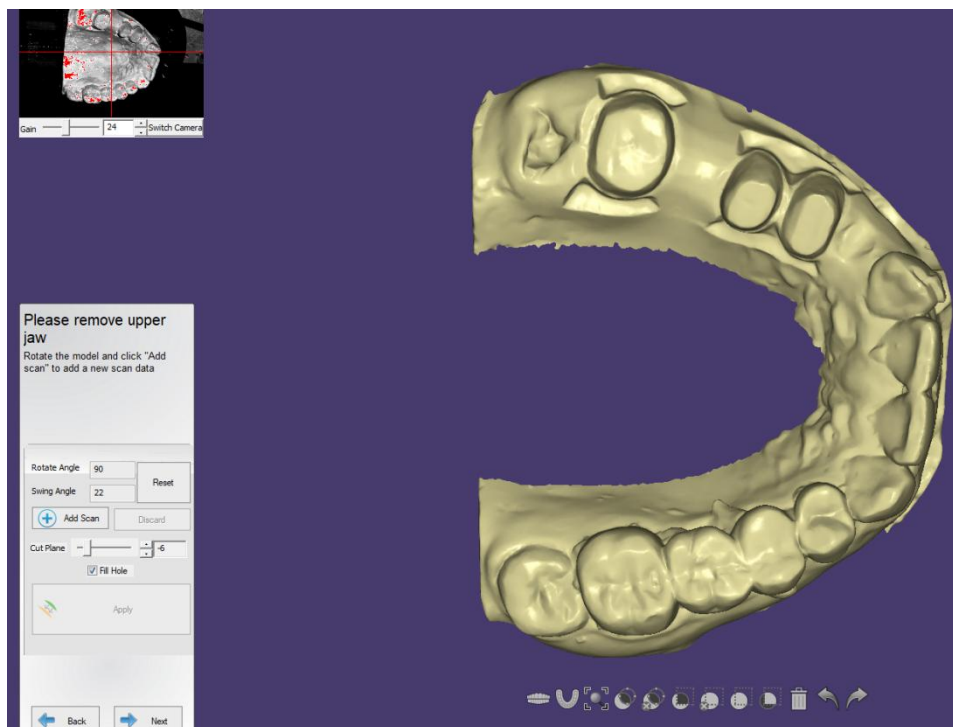 Gain 24 Switch Camera
Please remove upper
jaw
Rotate the model and click "Add
scan" to add a new scan data
Rotate Angle 90
Reset
Swing Angle 22
Add Scan Discard
Cut Plane -6
Fill Hole
Apply
Back Next